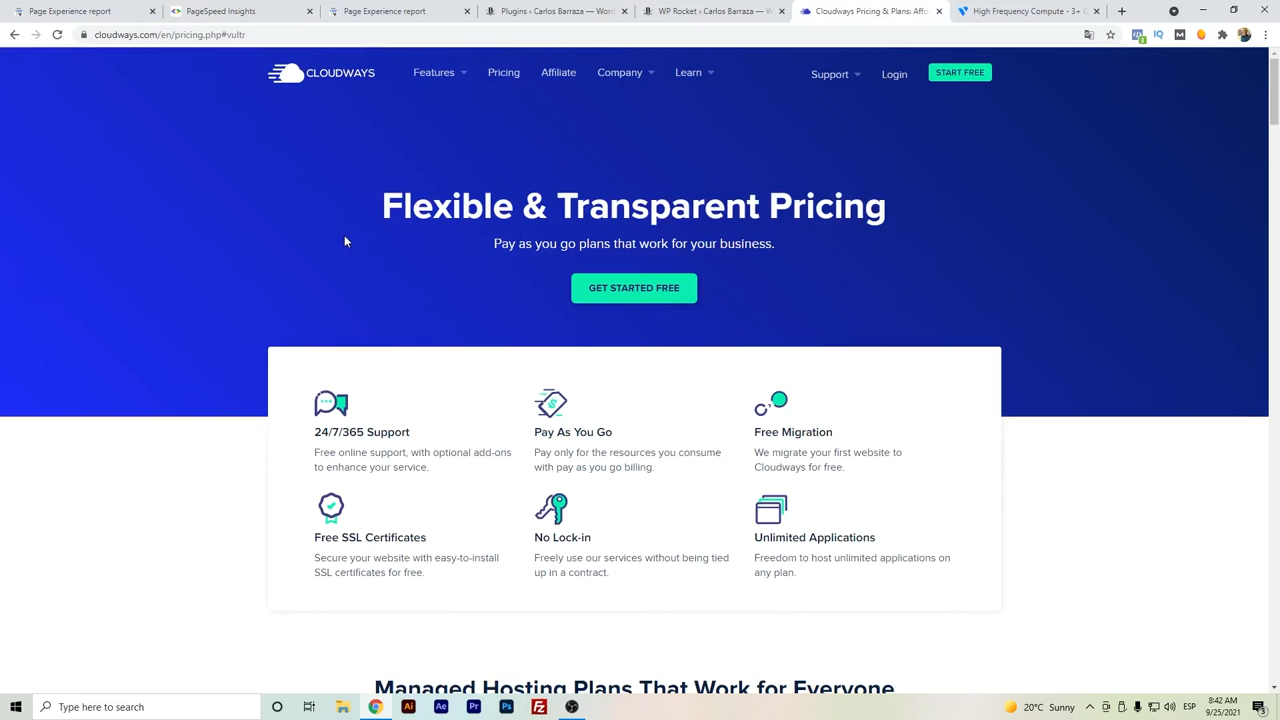 Page Experience report
PageSpeed Insights
Page Experience report
Plugins ‹ Carlos Barraza — Word
WP Rocket ‹ Carlos Barraza — W
Cloudways Pricing & Plans: Affo
High Frequency Compute - 3+ C
cloudways.com/en/pricing.php#vultr
CLOUDWAYS
Features
Pricing
Affiliate
Company
Learn
Support
Login
START FREE
Flexible & Transparent Pricing
Pay as you go plans that work for your business.
GET STARTED FREE
24/7/365 Support
Free online support, with optional add-ons
to enhance your service.
Pay As You Go
Pay only for the resources you consume
with pay as you go billing.
Free Migration
We migrate your first website to
Cloudways for free.
Free SSL Certificates
Secure your website with easy-to-install
SSL certificates for free.
No Lock-in
Freely use our services without being tied
up in a contract.
Unlimited Applications
Freedom to host unlimited applications on
any plan.
Managed Hosting Plans That Work for Everyone
Type here to search
Ai
Ae
Pr
Ps
Fz
20°C Sunny
ESP
8:42 AM
9/25/2021